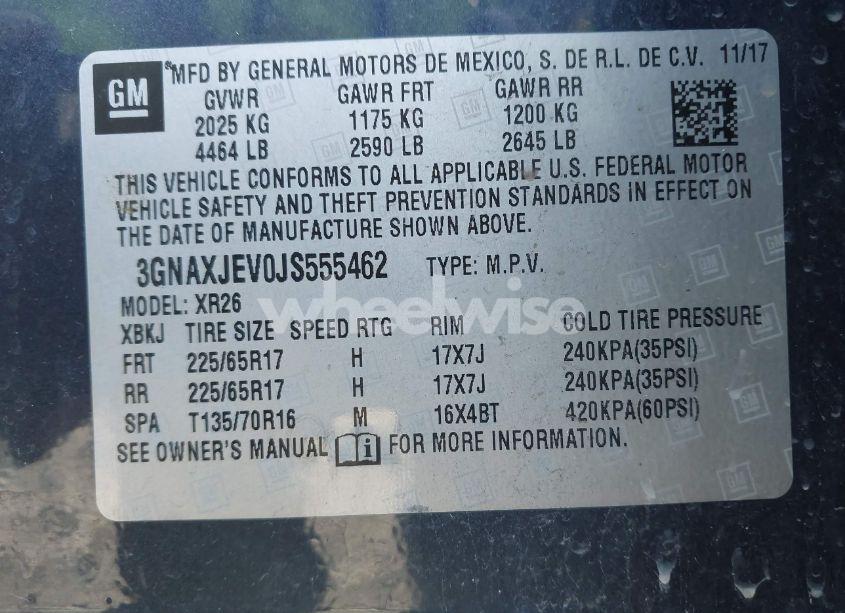 GM
MFD BY GENERAL MOTORS DE MEXICO, S. DE R.L. DE C.V. 11/17
GVWR GAWR FRT GAWR RR
2025 KG 1175 KG 1200 KG
4464 LB 2590 LB 2645 LB
THIS VEHICLE CONFORMS TO ALL APPLICABLE U.S. FEDERAL MOTOR
VEHICLE SAFETY AND THEFT PREVENTION STANDARDS IN EFFECT ON
THE DATE OF MANUFACTURE SHOWN ABOVE.
3GNAXJEV0JS555462 TYPE: M.P.V.
MODEL: XR26
wheelwise
XBKJ TIRE SIZE SPEED RTG RIM COLD TIRE PRESSURE
FRT 225/65R17 H 17X7J 240KPA(35PSI)
RR 225/65R17 H 17X7J 240KPA(35PSI)
SPA T135/70R16 M 16X4BT 420KPA(60PSI)
SEE OWNER'S MANUAL i FOR MORE INFORMATION.